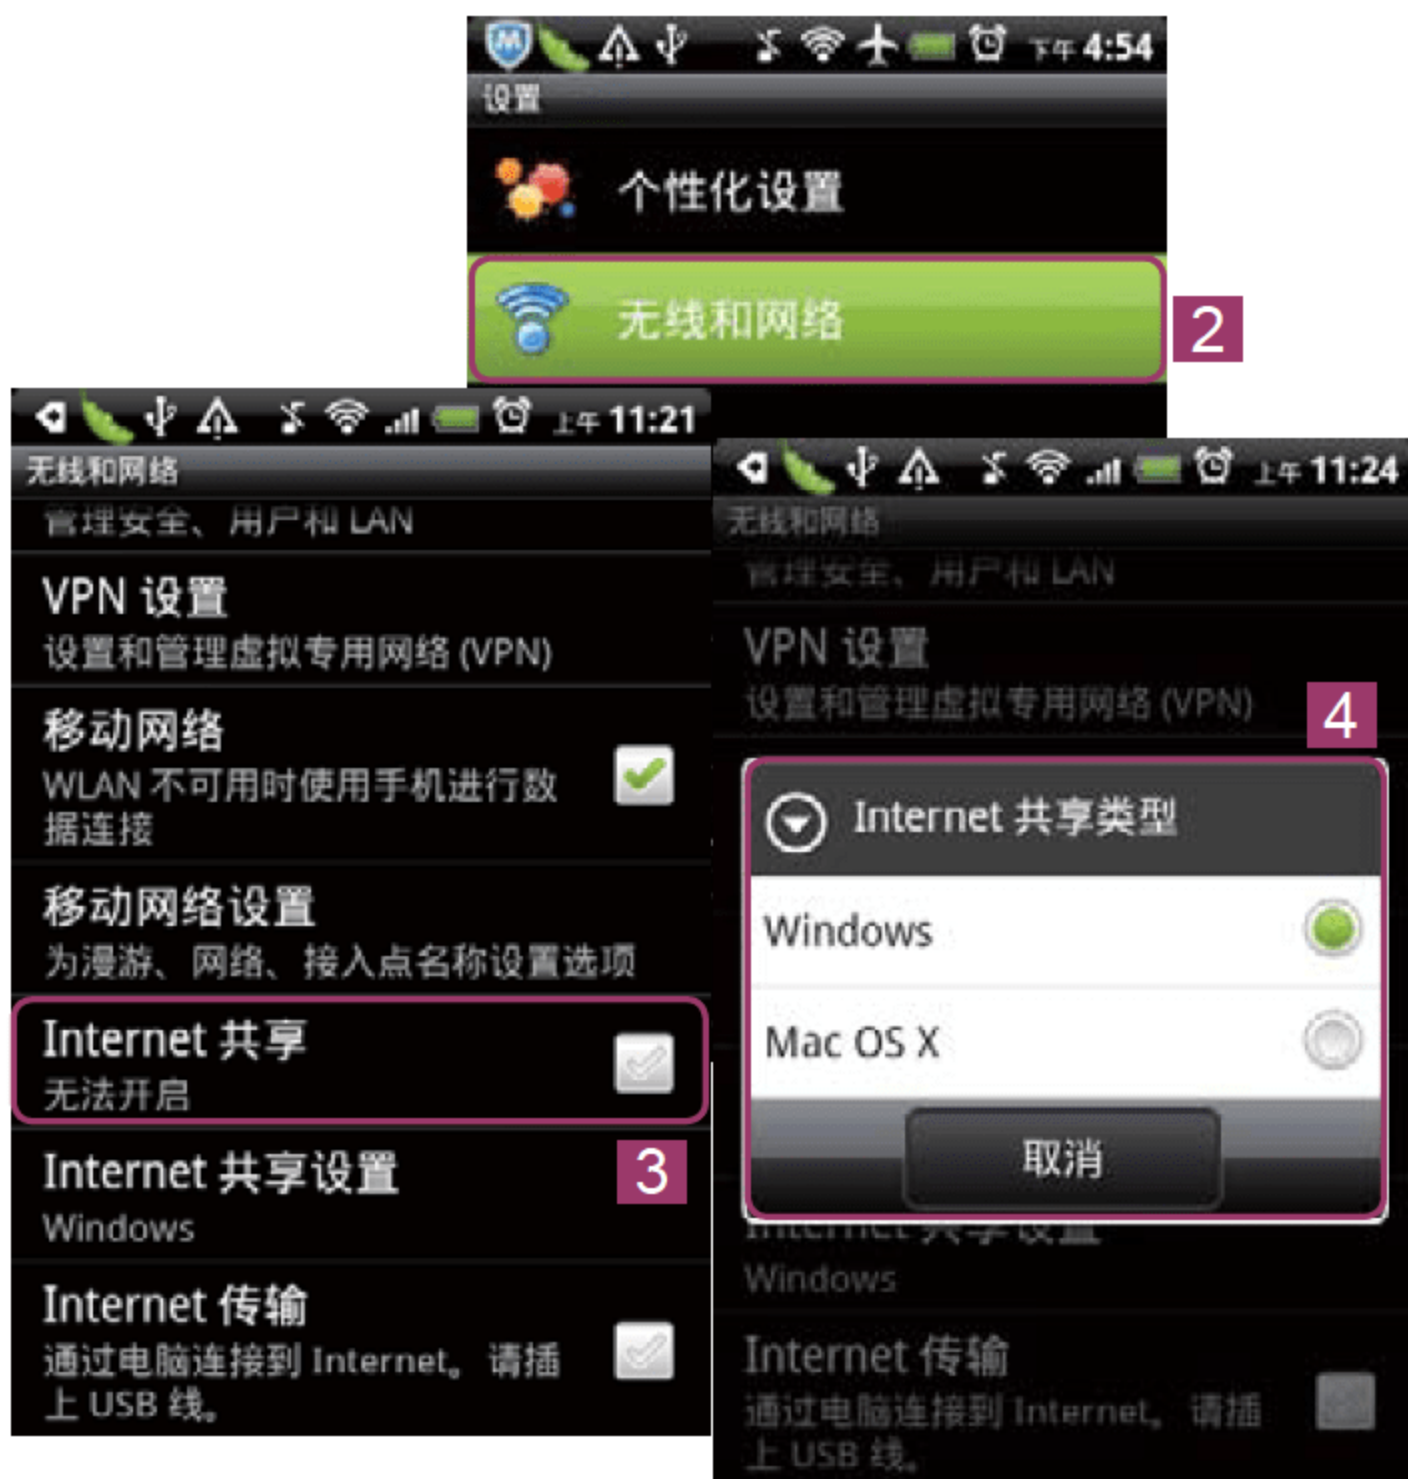 下午 4:54
设置
个性化设置
无线和网络
2
上午 11:21
无线和网络
管理安全、用户和 LAN
VPN 设置
设置和管理虚拟专用网络 (VPN)
移动网络
WLAN 不可用时使用手机进行数
据连接
移动网络设置
为漫游、网络、接入点名称设置选项
Internet 共享
无法开启
3
Internet 共享设置
Windows
Internet 传输
通过电脑连接到 Internet。 请插
上 USB 线。
上午 11:24
无线和网络
管理安全、用户和 LAN
VPN 设置
设置和管理虚拟专用网络 (VPN)
4
Internet 共享类型
Windows
Mac OS X
取消
Internet 共享设置
Windows
Internet 传输
通过电脑连接到 Internet。 请插
上 USB 线。